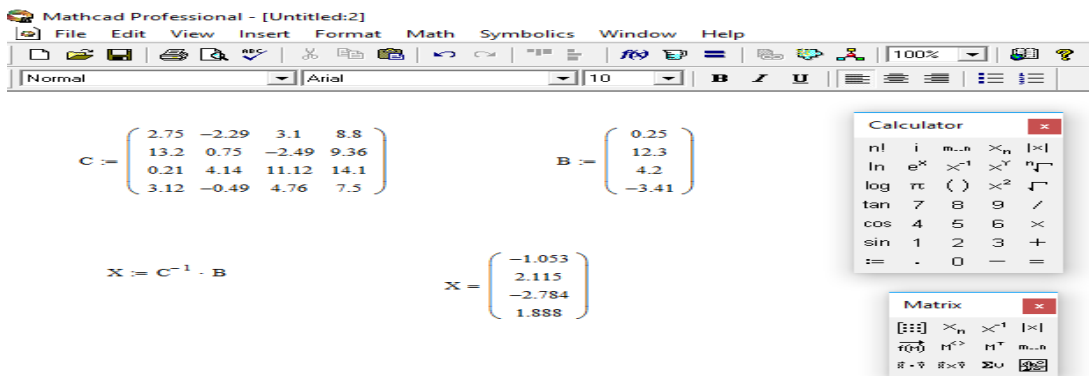 Mathcad Professional - [Untitled:2]
File Edit View Insert Format Math Symbolics Window Help
100%
Normal Arial 10 B I U
C := ( 2.75 −2.29 3.1 8.8
13.2 0.75 −2.49 9.36
0.21 4.14 11.12 14.1
3.12 −0.49 4.76 7.5 )
B := ( 0.25
12.3
4.2
−3.41 )
X := C⁻¹ · B
X = ( −1.053
2.115
−2.784
1.888 )
Calculator
n! i m..n ×n |×|
ln eˣ ×⁻¹ ×ʸ ⁿ√
log π ( ) ×² √
tan 7 8 9 /
cos 4 5 6 ×
sin 1 2 3 +
:= . 0 — =
Matrix
[:::] ×n ×⁻¹ |×|
f(M) M<> Mᵀ m..n
Συ